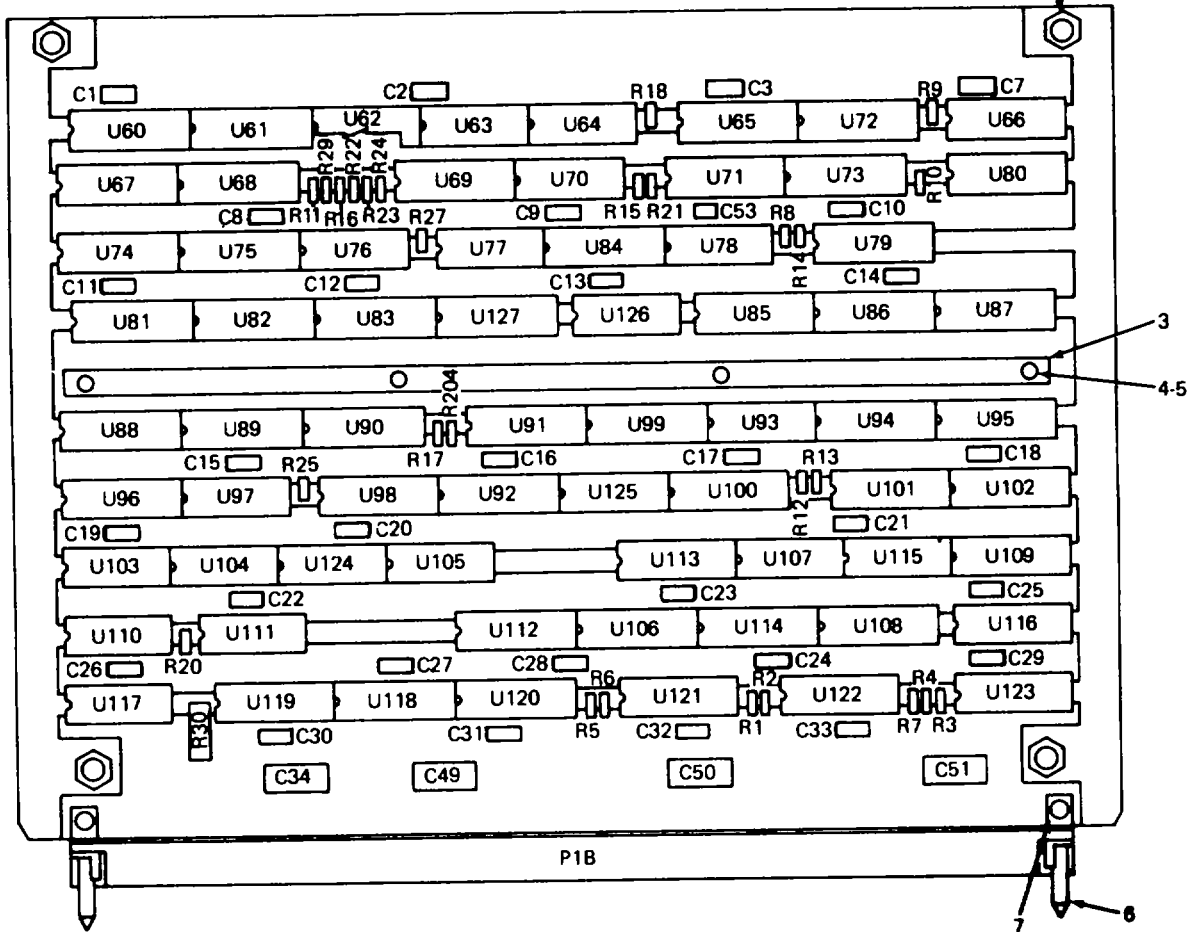 C1 C2 R18 C3 R9 C7
U60 U61 U62 U63 U64 U65 U72 U66
R29 R22 R24
U67 U68 U69 U70 U71 U73 U80
R10
C8 R11 R16 R23 R27 C9 R15 R21 C53 R8 C10
U74 U75 U76 U77 U84 U78 U79
R14
C11 C12 C13 C14
U81 U82 U83 U127 U126 U85 U86 U87
3
4-5
R204
U88 U89 U90 U91 U99 U93 U94 U95
C15 R25 R17 C16 C17 R13 C18
U96 U97 U98 U92 U125 U100 U101 U102
R12
C19 C20 C21
U103 U104 U124 U105 U113 U107 U115 U109
C22 C23 C25
U110 U111 U112 U106 U114 U108 U116
C26 R20 C27 C28 C24 C29
R6 R2 R4
U117 U119 U118 U120 U121 U122 U123
R30 C30 C31 R5 C32 R1 C33 R7 R3
C34 C49 C50 C51
P1B
6
7